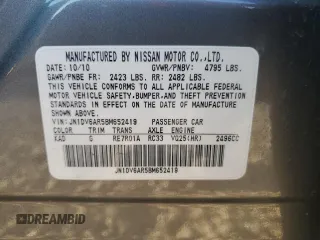 MANUFACTURED BY NISSAN MOTOR CO.,LTD.
DATE: 10/10 GVWR/PNBV: 4795 LBS.
GAWR/PNBE FR: 2423 LBS. RR: 2482 LBS.
THIS VEHICLE CONFORMS TO ALL APPLICABLE FEDERAL MOTOR VEHICLE SAFETY,BUMPER,AND THEFT PREVENTION STANDARDS IN EFFECT ON THE DATE OF MANUFACTURE SHOWN ABOVE.
VIN: JN1DV6AR5BM652419 PASSENGER CAR
COLOR TRIM TRANS AXLE ENGINE
KAD G RE7R01A RC33 VQ25(HR) 2496CC
JN1DV6AR5BM652419
DREAMBID